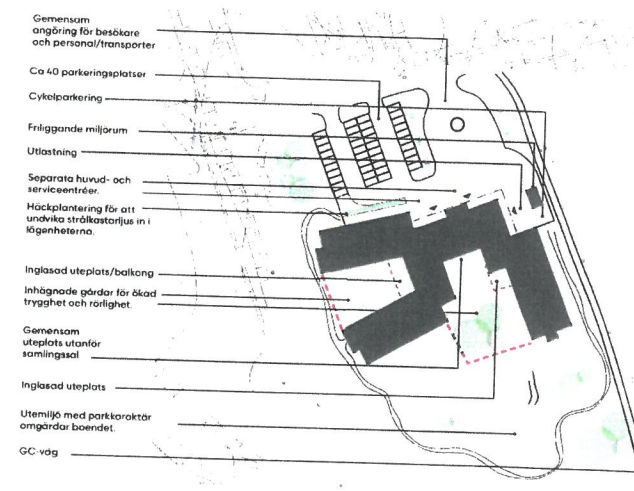 Gemensam
angöring för besökare
och personal/transporter
Ca 40 parkeringsplatser
Cykelparkering
Friliggande miljörum
Utlastning
Separata huvud- och
serviceentréer.
Häckplantering för att
undvika strålkastarljus in i
lägenheterna.
Inglasad uteplats/balkong
Inhägnade gårdar för ökad
trygghet och rörlighet.
Gemensam
uteplats utanför
samlingssal
Inglasad uteplats
Utemiljö med parkkaraktär
omgärdar boendet.
GC-väg